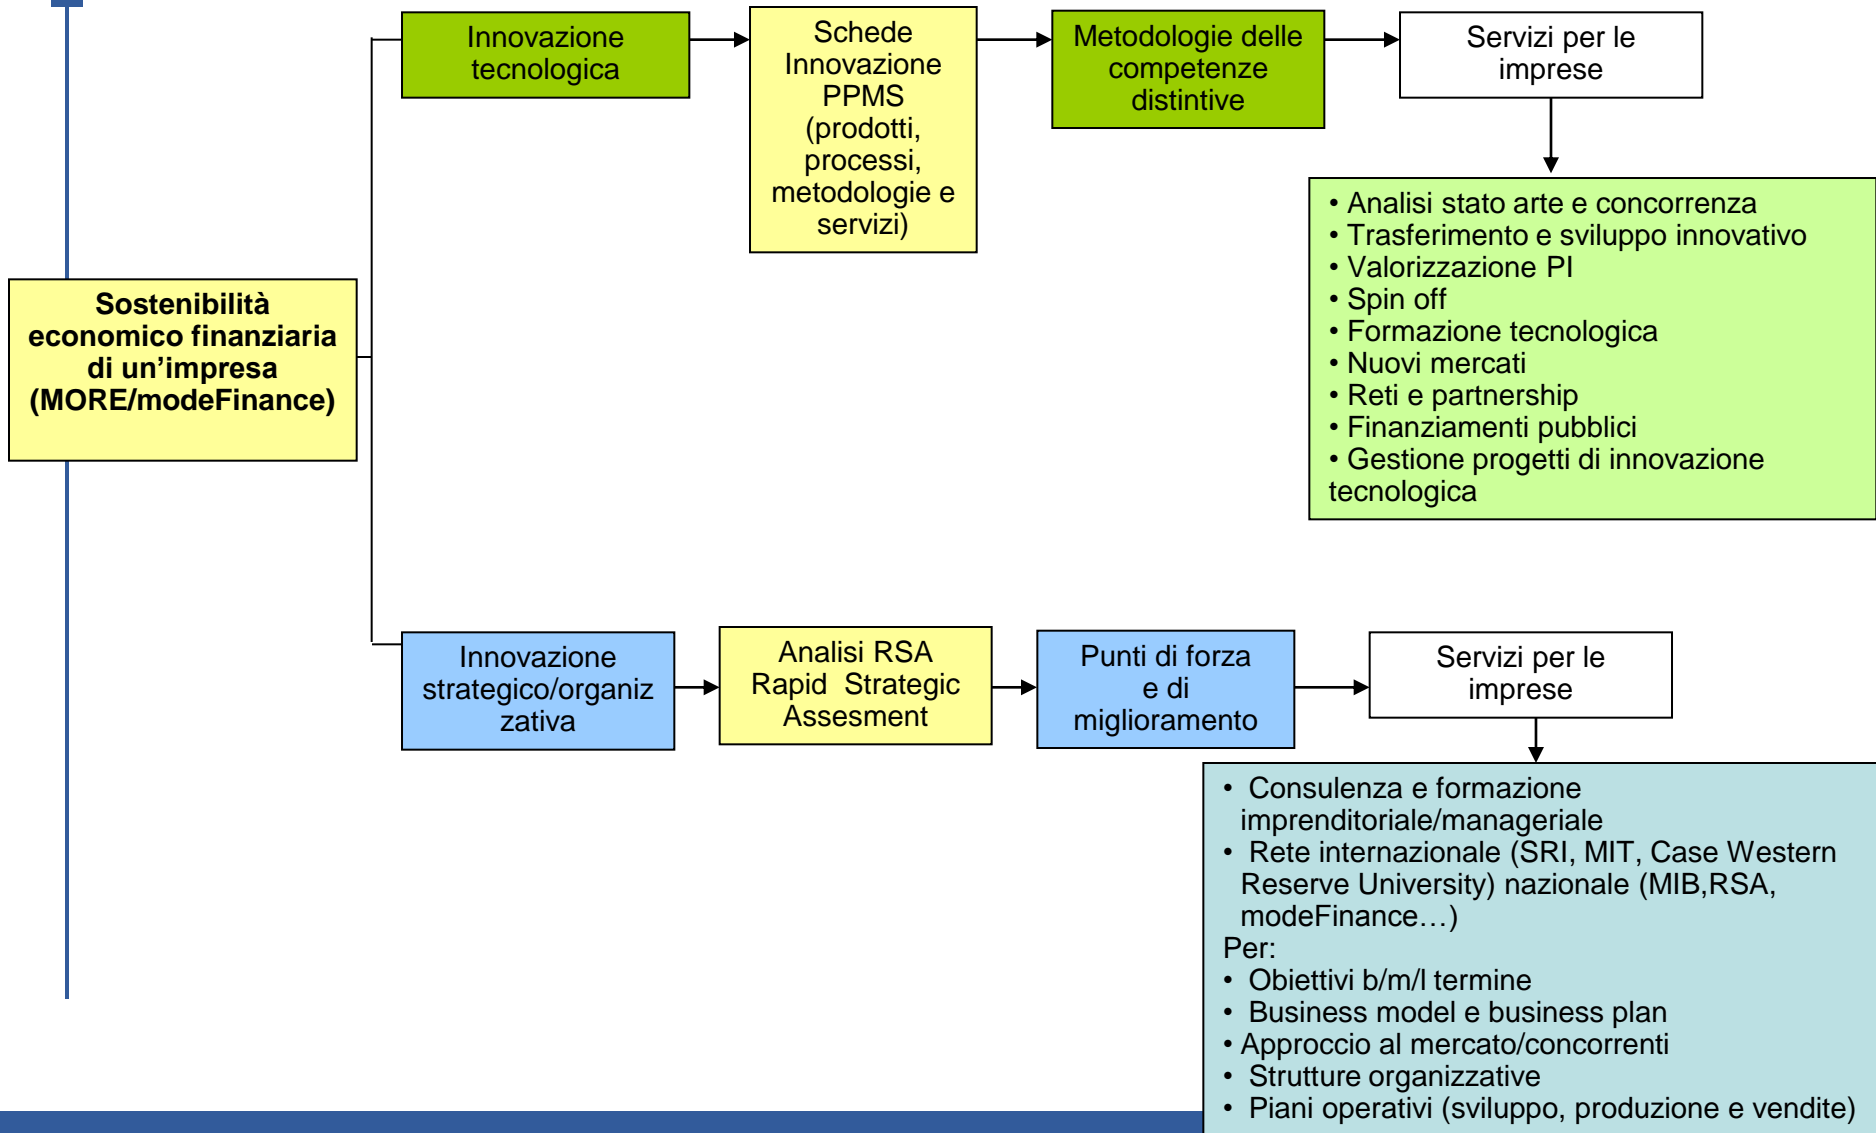 Sostenibilità
economico finanziaria
di un’impresa
(MORE/modeFinance)
Innovazione
tecnologica
Schede
Innovazione
PPMS
(prodotti,
processi,
metodologie e
servizi)
Metodologie delle
competenze
distintive
Servizi per le
imprese
• Analisi stato arte e concorrenza
• Trasferimento e sviluppo innovativo
• Valorizzazione PI
• Spin off
• Formazione tecnologica
• Nuovi mercati
• Reti e partnership
• Finanziamenti pubblici
• Gestione progetti di innovazione
tecnologica
Innovazione
strategico/organiz
zativa
Analisi RSA
Rapid Strategic
Assesment
Punti di forza
e di
miglioramento
Servizi per le
imprese
• Consulenza e formazione
imprenditoriale/manageriale
• Rete internazionale (SRI, MIT, Case Western
Reserve University) nazionale (MIB,RSA,
modeFinance…)
Per:
• Obiettivi b/m/l termine
• Business model e business plan
• Approccio al mercato/concorrenti
• Strutture organizzative
• Piani operativi (sviluppo, produzione e vendite)